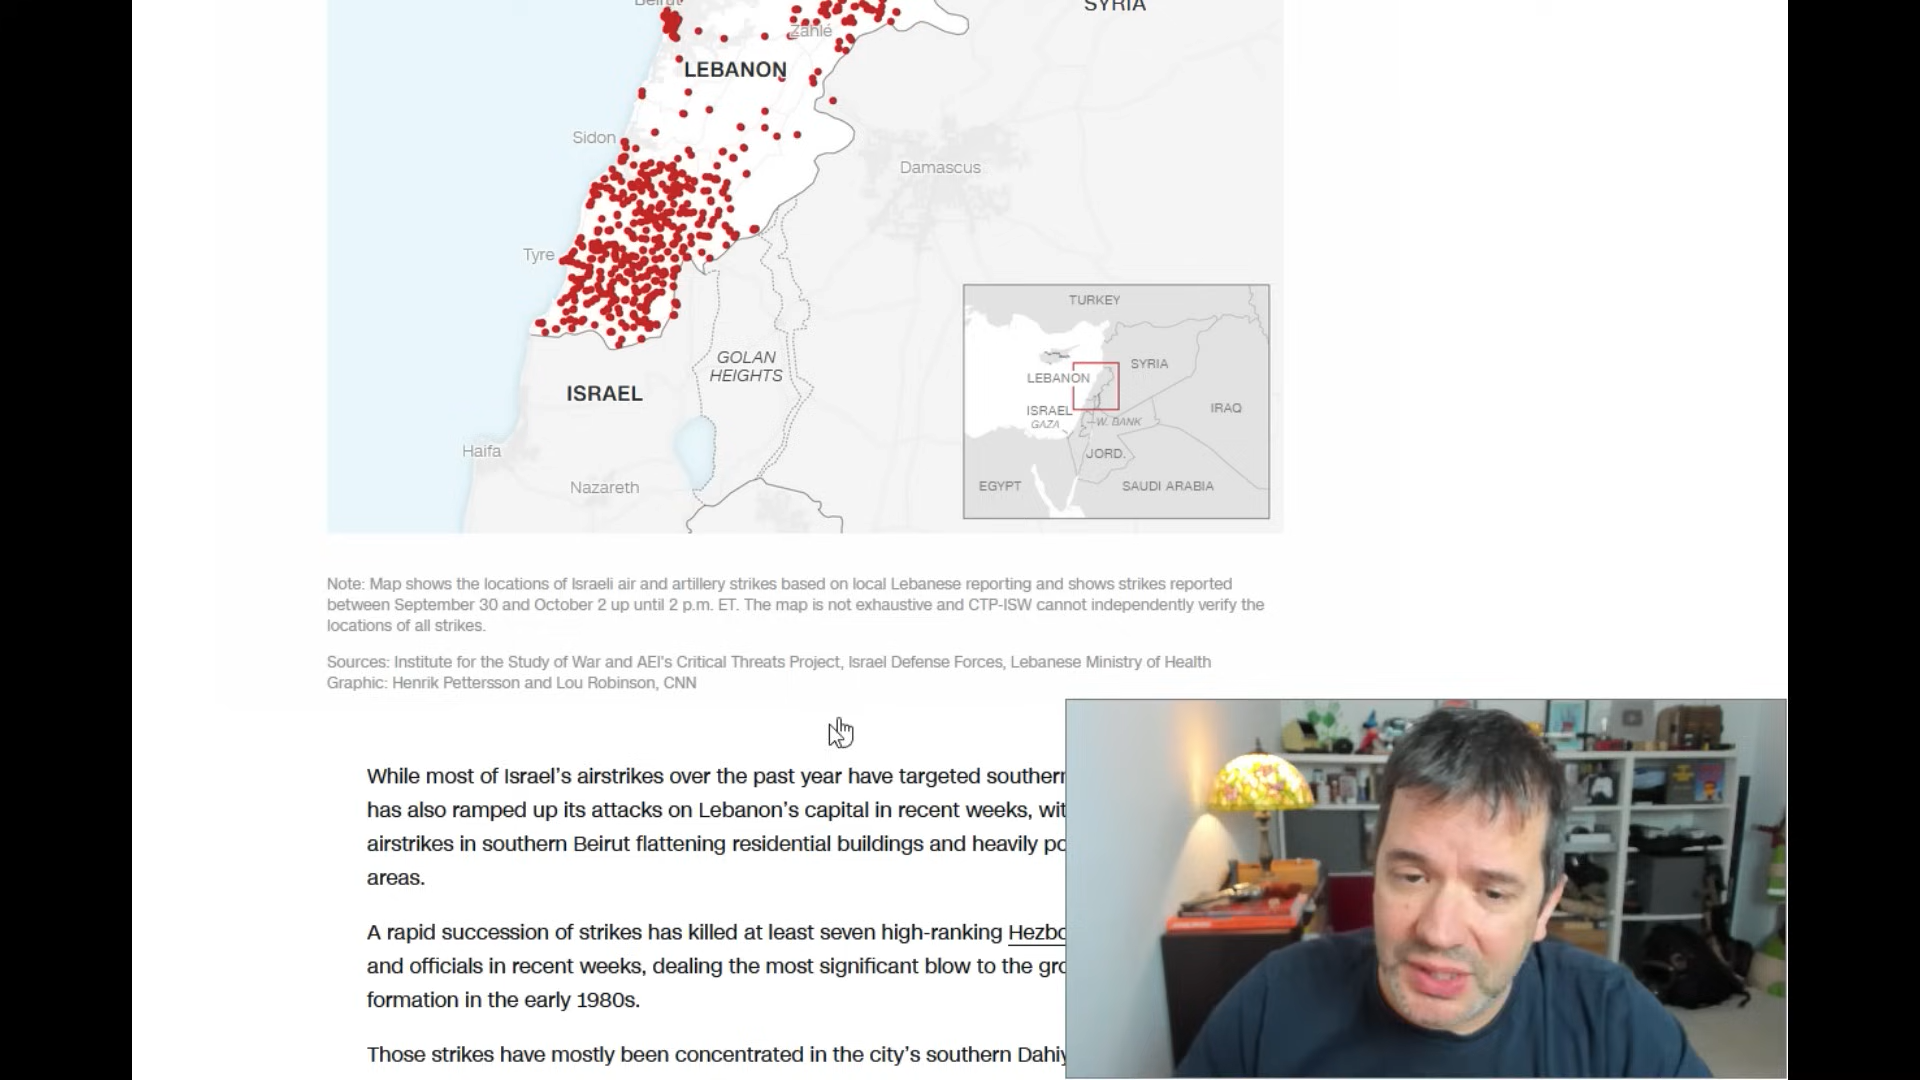 Beirut
SYRIA
Zahlé
LEBANON
Sidon
Damascus
Tyre
GOLAN
HEIGHTS
ISRAEL
Haifa
Nazareth
TURKEY
SYRIA
LEBANON
ISRAEL
GAZA
W. BANK
IRAQ
JORD.
EGYPT
SAUDI ARABIA
Note: Map shows the locations of Israeli air and artillery strikes based on local Lebanese reporting and shows strikes reported
between September 30 and October 2 up until 2 p.m. ET. The map is not exhaustive and CTP-ISW cannot independently verify the
locations of all strikes.
Sources: Institute for the Study of War and AEI's Critical Threats Project, Israel Defense Forces, Lebanese Ministry of Health
Graphic: Henrik Pettersson and Lou Robinson, CNN
While most of Israel’s airstrikes over the past year have targeted southern
has also ramped up its attacks on Lebanon’s capital in recent weeks, wit
airstrikes in southern Beirut flattening residential buildings and heavily po
areas.
A rapid succession of strikes has killed at least seven high-ranking Hezbo
and officials in recent weeks, dealing the most significant blow to the gro
formation in the early 1980s.
Those strikes have mostly been concentrated in the city’s southern Dahiy